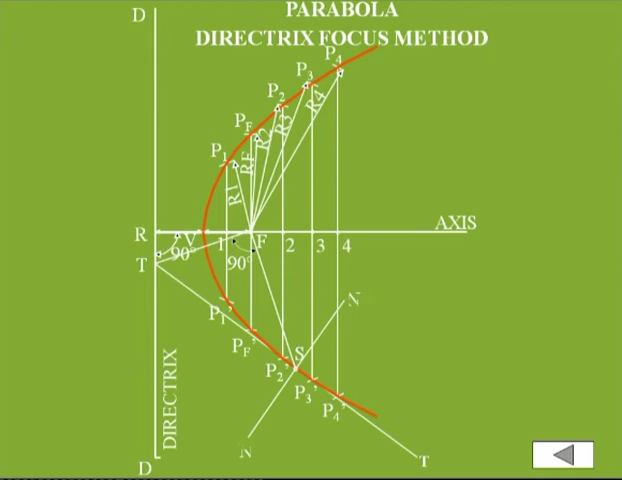 PARABOLA
DIRECTRIX FOCUS METHOD
D
P4
P3
P2
PF
P1
R1
RF
R2
R3
R4
AXIS
R
V
1
F
2
3
4
90°
T
90°
N
P1'
PF'
S
P2'
P3'
P4'
DIRECTRIX
N
T
D